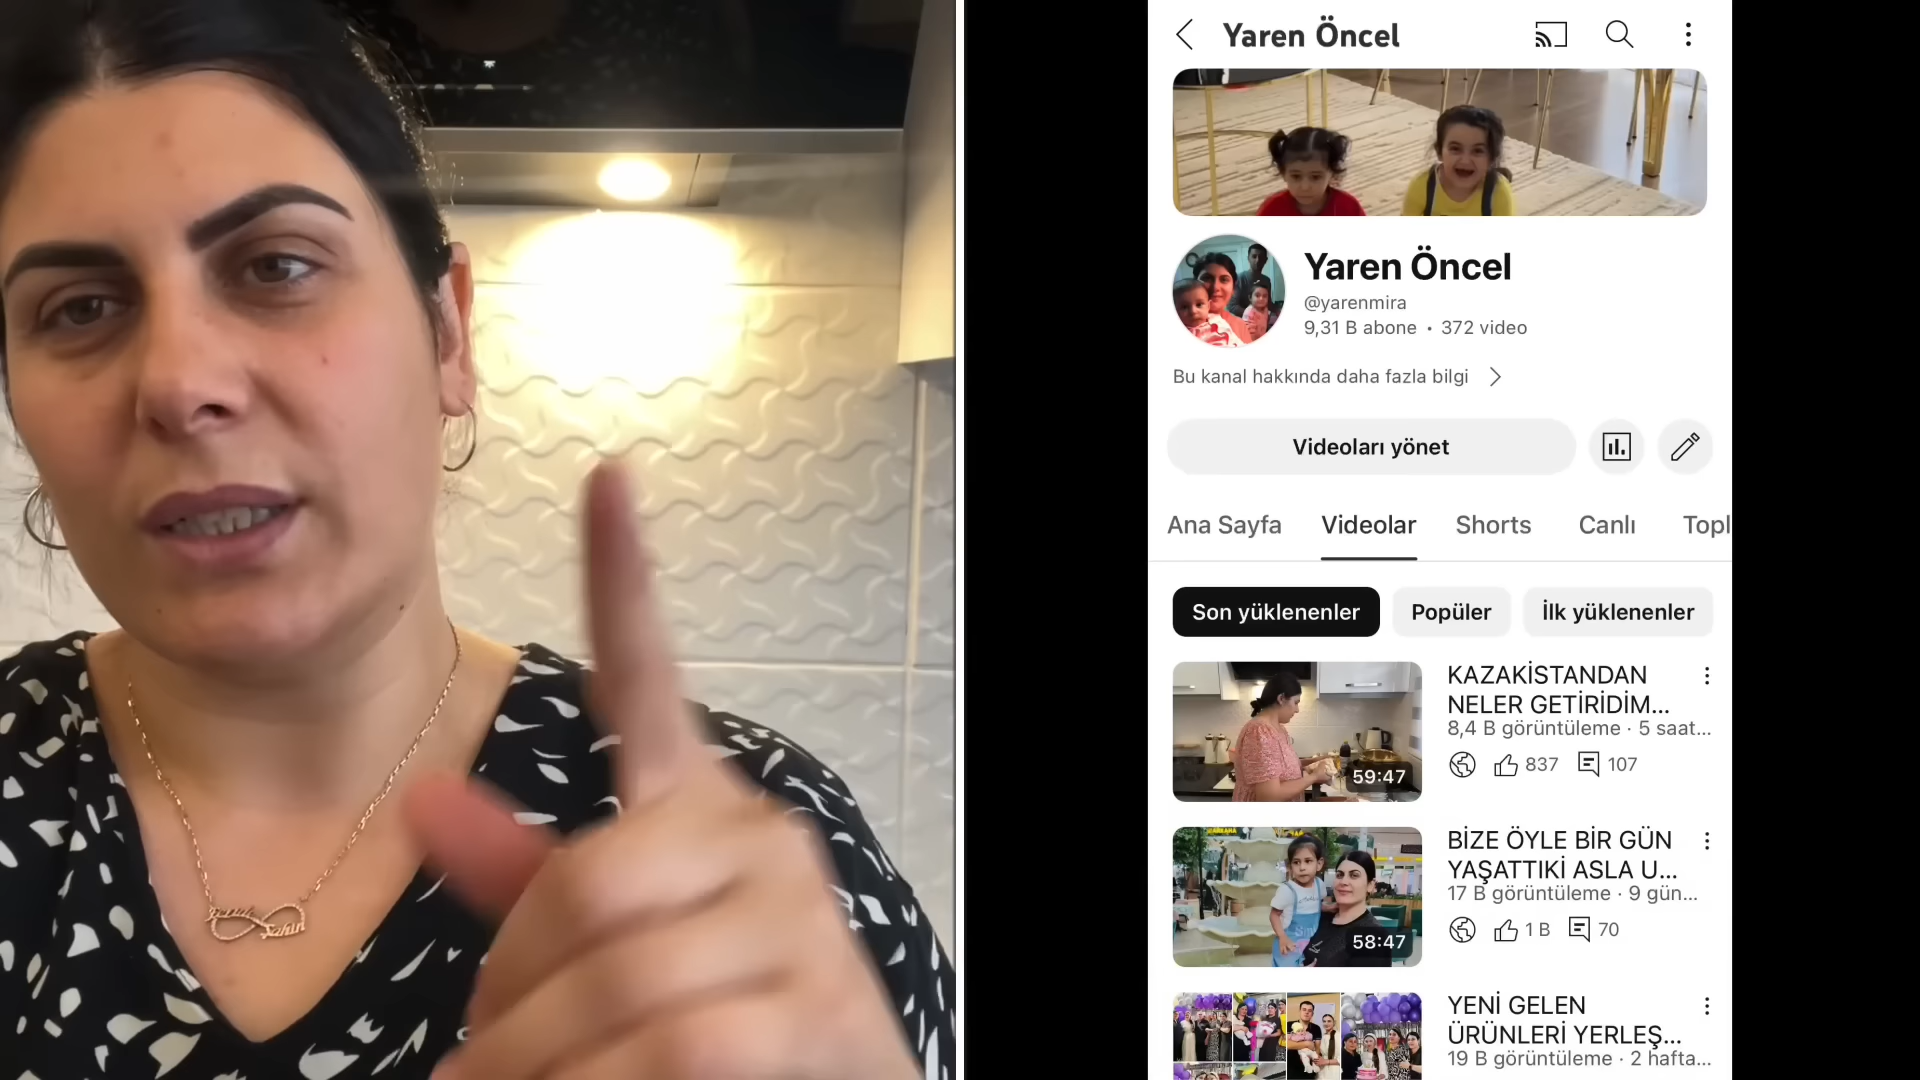 Yaren Öncel
Yaren Öncel
@yarenmira
9,31 B abone • 372 video
Bu kanal hakkında daha fazla bilgi
Videoları yönet
Ana Sayfa
Videolar
Shorts
Canlı
Topl
Son yüklenenler
Popüler
İlk yüklenenler
KAZAKİSTANDAN
NELER GETİRİDİM...
8,4 B görüntüleme · 5 saat...
837
107
59:47
BİZE ÖYLE BİR GÜN
YAŞATTIKİ ASLA U...
17 B görüntüleme · 9 gün...
1 B
70
58:47
YENİ GELEN
ÜRÜNLERİ YERLEŞ...
19 B görüntüleme · 2 hafta...